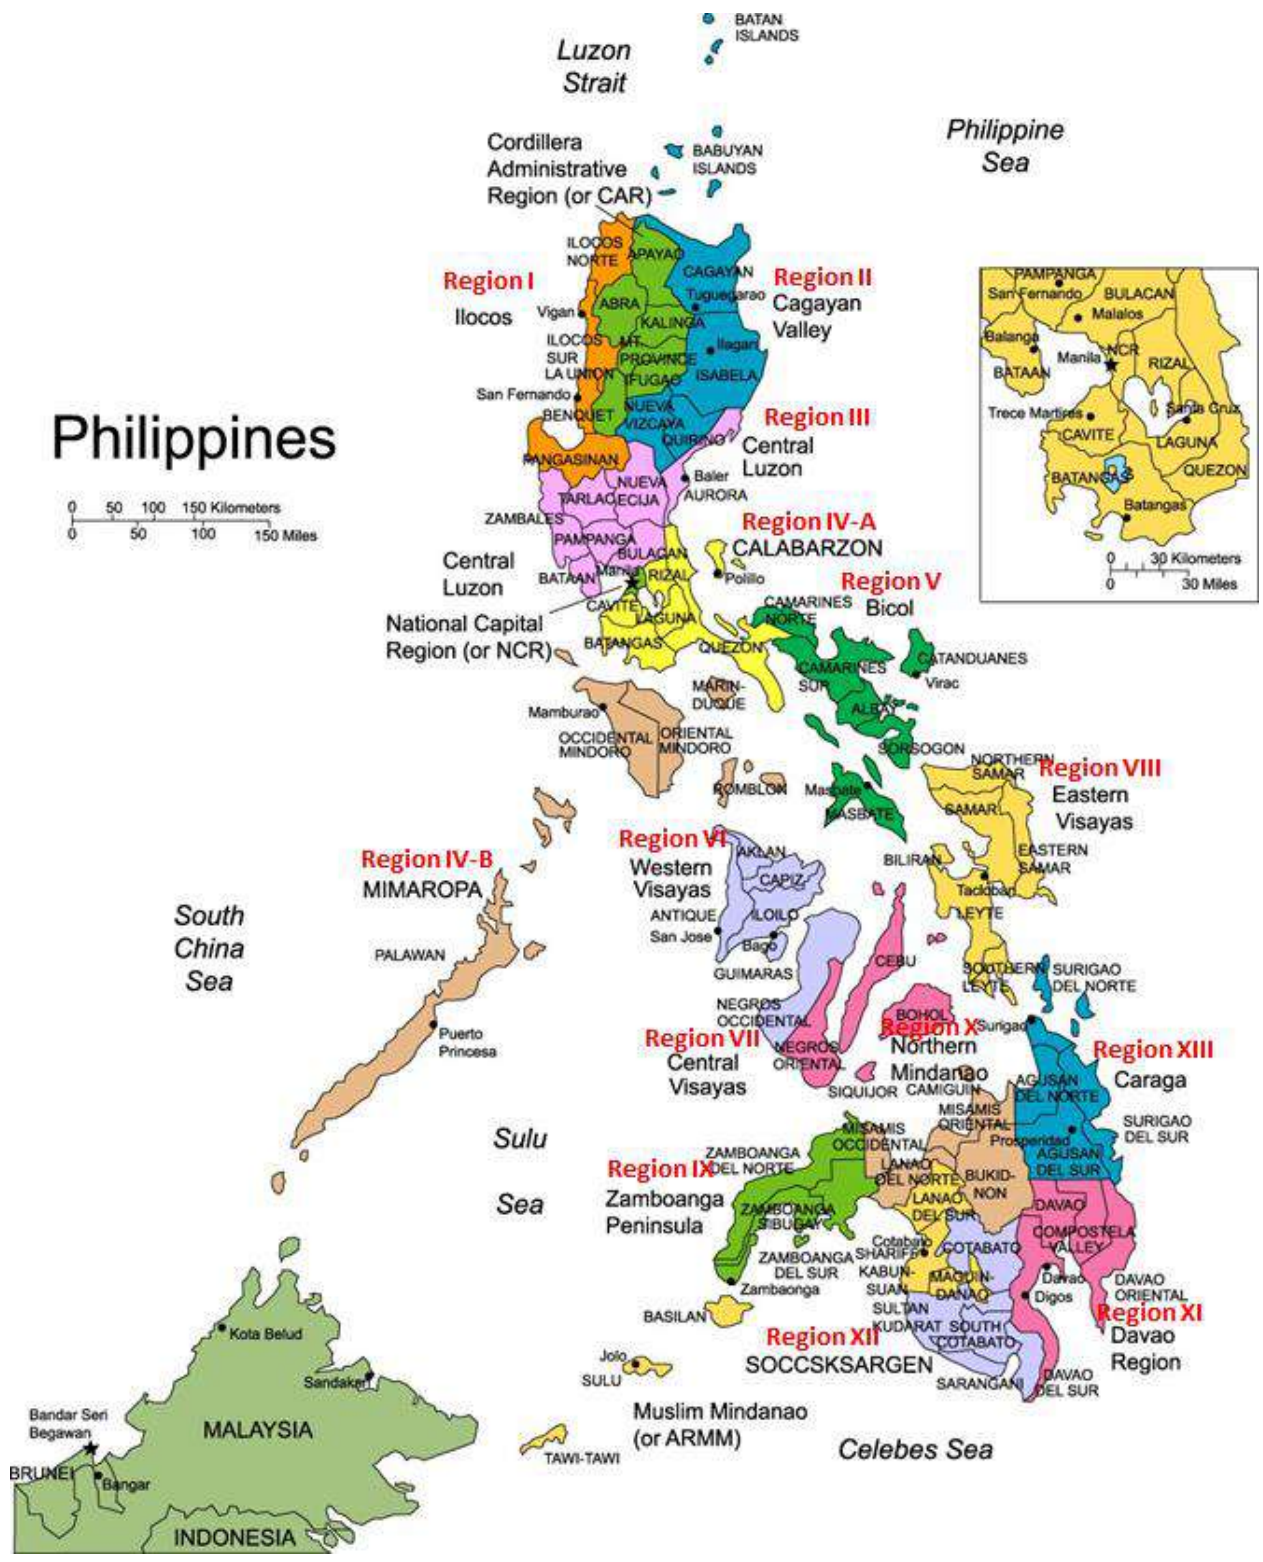 BATAN
ISLANDS
Luzon
Strait
Philippine
Sea
Cordillera
Administrative
Region (or CAR)
BABUYAN
ISLANDS
ILOCOS
NORTE
APAYAO
CAGAYAN
Region I
Ilocos
Region II
Cagayan
Valley
Tuguegarao
Vigan
ABRA
KALINGA
ILOCOS
SUR
MT.
PROVINCE
Ilagan
LA UNION
IFUGAO
ISABELA
San Fernando
BENQUET
NUEVA
VIZCAYA
QUIRINO
Region III
Central
Luzon
Philippines
PANGASINAN
0 50 100 150 Kilometers
0 50 100 150 Miles
Baler
AURORA
NUEVA
ECIJA
TARLAC
ZAMBALES
PAMPANGA
BULACAN
Region IV-A
CALABARZON
Central
Luzon
BATAAN
Manila
RIZAL
Polillo
National Capital
Region (or NCR)
CAVITE
LAGUNA
BATANGAS
QUEZON
Region V
Bicol
CAMARINES
NORTE
CAMARINES
SUR
CATANDUANES
Virac
ALBAY
SORSOGON
MARIN-
DUQUE
Mamburao
OCCIDENTAL
MINDORO
ORIENTAL
MINDORO
ROMBLON
Masbate
MASBATE
PAMPANGA
San Fernando
BULACAN
Malalos
Balanga
BATAAN
Manila
NCR
RIZAL
Trece Martires
Santa Cruz
CAVITE
LAGUNA
BATANGAS
QUEZON
Batangas
0 30 Kilometers
0 30 Miles
NORTHERN
SAMAR
Region VIII
Eastern
Visayas
SAMAR
EASTERN
SAMAR
BILIRAN
Tacloban
LEYTE
SOUTHERN
LEYTE
Region VI
Western
Visayas
AKLAN
CAPIZ
ANTIQUE
ILOILO
San Jose
Bago
GUIMARAS
NEGROS
OCCIDENTAL
CEBU
Region IV-B
MIMAROPA
South
China
Sea
PALAWAN
Puerto
Princesa
Region VII
Central
Visayas
NEGROS
ORIENTAL
BOHOL
SIQUIJOR
Region X
Northern
Mindanao
CAMIGUIN
SURIGAO
DEL NORTE
Surigao
Region XIII
Caraga
AGUSAN
DEL NORTE
SURIGAO
DEL SUR
Prosperidad
AGUSAN
DEL SUR
MISAMIS
ORIENTAL
MISAMIS
OCCIDENTAL
LANAO
DEL NORTE
BUKID-
NON
LANAO
DEL SUR
Sulu
Sea
ZAMBOANGA
DEL NORTE
Region IX
Zamboanga
Peninsula
ZAMBOANGA
SIBUGAY
ZAMBOANGA
DEL SUR
Zambaonga
Cotabato
SHARIFF
KABUN-
SUAN
COTABATO
MAGUIN-
DANAO
DAVAO
COMPOSTELA
VALLEY
Davao
Digos
DAVAO
ORIENTAL
Region XI
Davao
Region
SULTAN
KUDARAT
SOUTH
COTABATO
SARANGANI
DAVAO
DEL SUR
BASILAN
Region XII
SOCCSKSARGEN
Jolo
SULU
Muslim Mindanao
(or ARMM)
TAWI-TAWI
Celebes Sea
Kota Belud
Sandaken
Bandar Seri
Begawan
MALAYSIA
BRUNEI
Bangar
INDONESIA